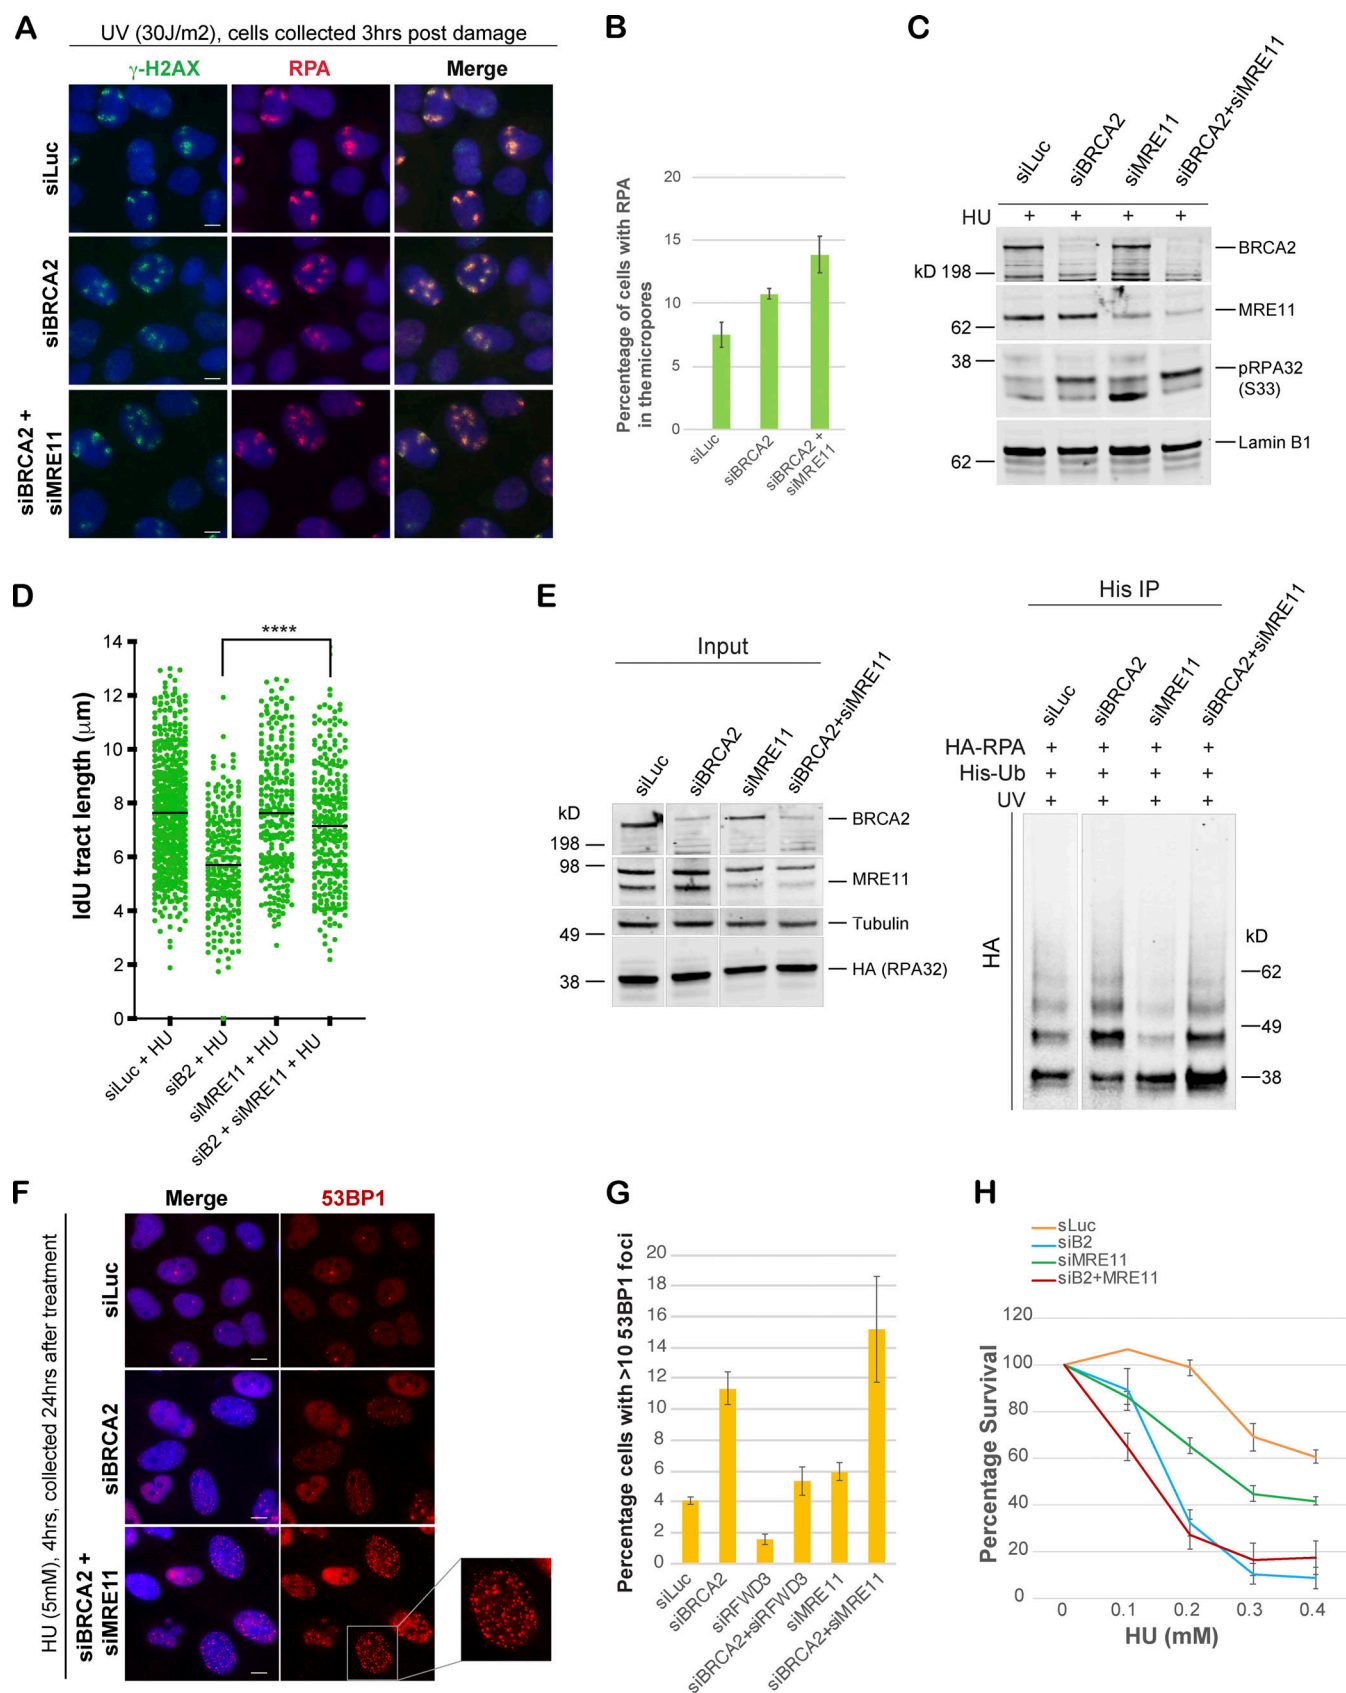 A
UV (30J/m2), cells collected 3hrs post damage
γ-H2AX RPA Merge
siLuc
siBRCA2
siBRCA2 +
siMRE11
B
Percenteage of cells with RPA
in the micropores
20
15
10
5
0
siLuc
siBRCA2
siBRCA2 +
siMRE11
C
siLuc
siBRCA2
siMRE11
siBRCA2+siMRE11
HU + + + +
BRCA2
kD 198
MRE11
62
38
pRPA32
(S33)
Lamin B1
62
D
IdU tract length (μm)
14
12
10
8
6
4
2
0
****
siLuc + HU
siB2 + HU
siMRE11 + HU
siB2 + siMRE11 + HU
E
Input
siLuc
siBRCA2
siMRE11
siBRCA2+siMRE11
kD
BRCA2
198
98
MRE11
Tubulin
49
HA (RPA32)
38
His IP
siLuc
siBRCA2
siMRE11
siBRCA2+siMRE11
HA-RPA + + + +
His-Ub + + + +
UV + + + +
HA
kD
62
49
38
F
Merge 53BP1
HU (5mM), 4hrs, collected 24hrs after treatment
siLuc
siBRCA2
siBRCA2 +
siMRE11
G
Percentage cells with >10 53BP1 foci
20
18
16
14
12
10
8
6
4
2
0
siLuc
siBRCA2
siRFWD3
siBRCA2+siRFWD3
siMRE11
siBRCA2+siMRE11
H
sLuc
siB2
siMRE11
siB2+MRE11
Percentage Survival
120
100
80
60
40
20
0
0 0.1 0.2 0.3 0.4
HU (mM)